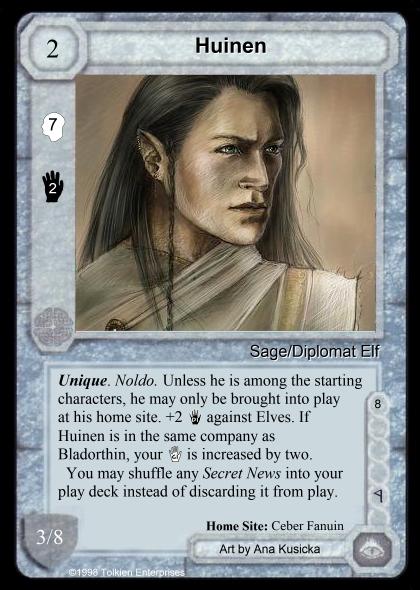 2
Huinen
7
2
Sage/Diplomat Elf
Unique. Noldo. Unless he is among the starting
characters, he may only be brought into play
at his home site. +2 against Elves. If
Huinen is in the same company as
Bladorthin, your is increased by two.
You may shuffle any Secret News into your
play deck instead of discarding it from play.
8
Home Site: Ceber Fanuin
3/8
Art by Ana Kusicka
©1998 Tolkien Enterprises